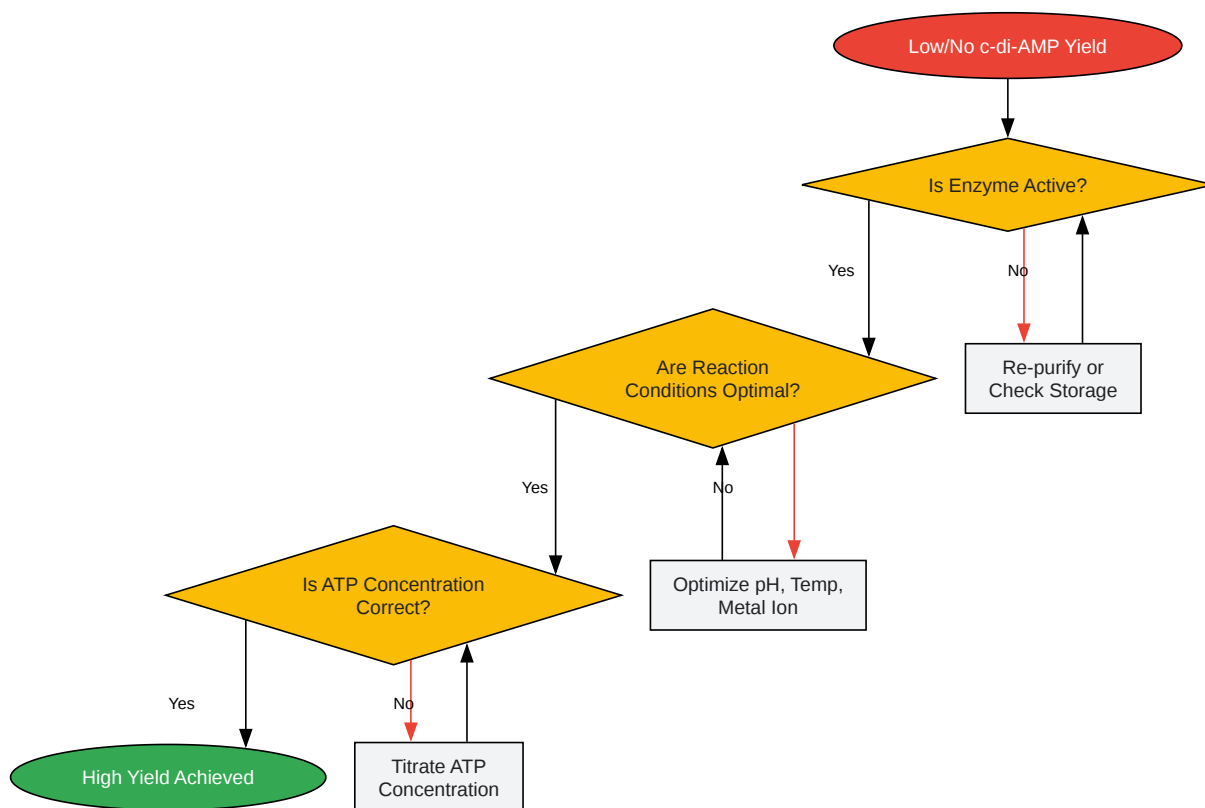 Low/No c-di-AMP Yield
Is Enzyme Active?
Yes
No
Re-purify or
Check Storage
Are Reaction
Conditions Optimal?
Yes
No
Optimize pH, Temp,
Metal Ion
Is ATP Concentration
Correct?
Yes
No
High Yield Achieved
Titrate ATP
Concentration